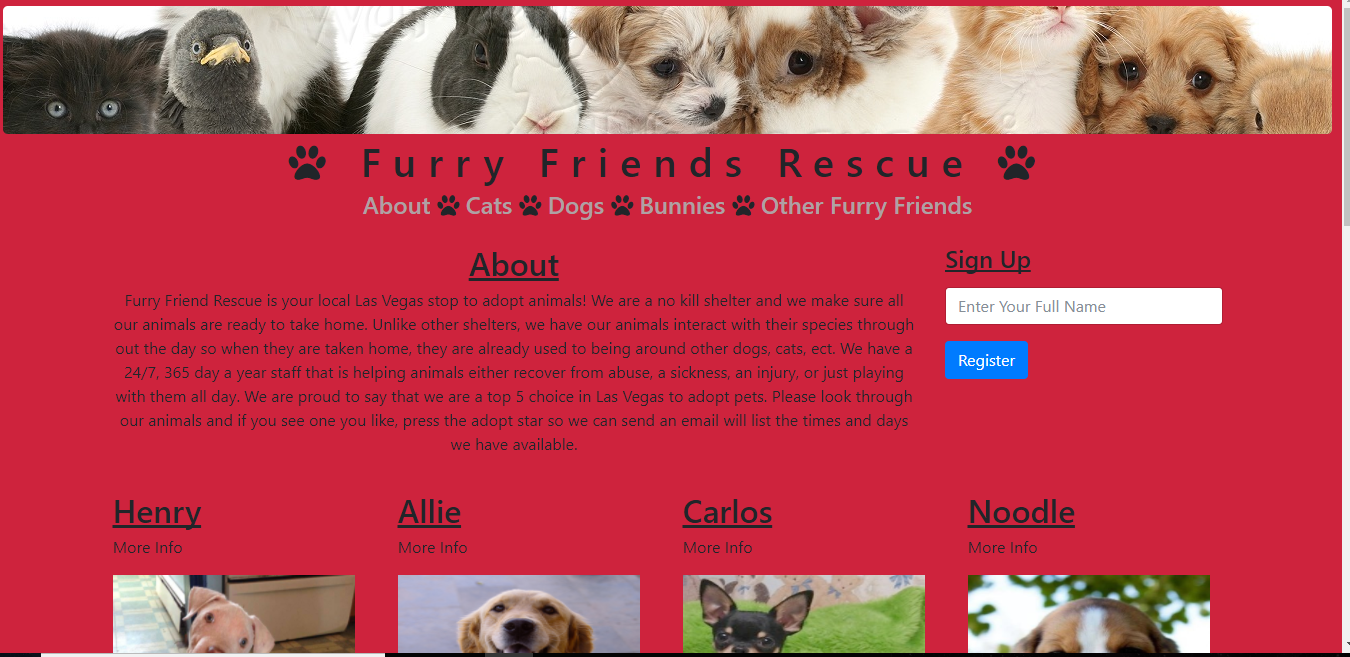 Furry Friends Rescue
About Cats Dogs Bunnies Other Furry Friends
About
Furry Friend Rescue is your local Las Vegas stop to adopt animals! We are a no kill shelter and we make sure all
our animals are ready to take home. Unlike other shelters, we have our animals interact with their species through
out the day so when they are taken home, they are already used to being around other dogs, cats, ect. We have a
24/7, 365 day a year staff that is helping animals either recover from abuse, a sickness, an injury, or just playing
with them all day. We are proud to say that we are a top 5 choice in Las Vegas to adopt pets. Please look through
our animals and if you see one you like, press the adopt star so we can send an email will list the times and days
we have available.
Sign Up
Enter Your Full Name
Register
Henry
More Info
Allie
More Info
Carlos
More Info
Noodle
More Info